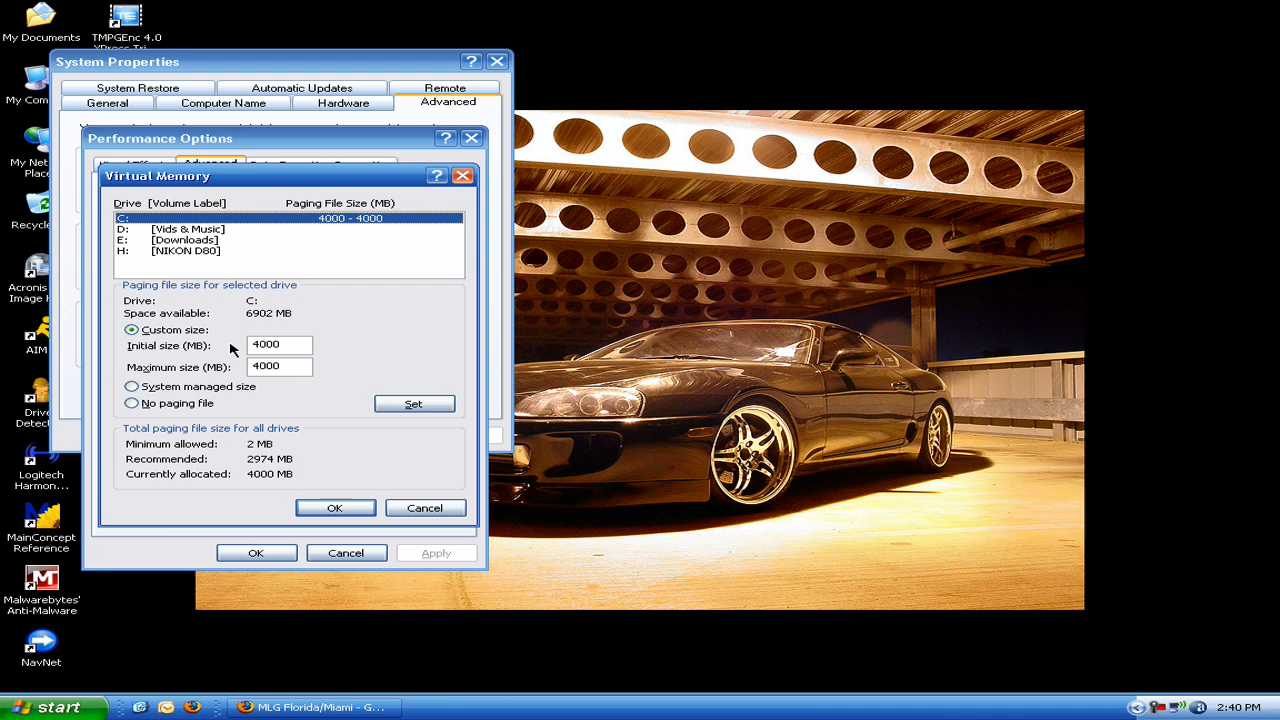 My Documents
TMPGEnc 4.0
XPress Tri...
System Properties
System Restore
Automatic Updates
Remote
General
Computer Name
Hardware
Advanced
Performance Options
Advanced
Virtual Memory
Drive [Volume Label]
Paging File Size (MB)
C: 4000 - 4000
D: [Vids & Music]
E: [Downloads]
H: [NIKON D80]
Paging file size for selected drive
Drive: C:
Space available: 6902 MB
Custom size:
Initial size (MB): 4000
Maximum size (MB): 4000
System managed size
No paging file
Set
Total paging file size for all drives
Minimum allowed: 2 MB
Recommended: 2974 MB
Currently allocated: 4000 MB
OK
Cancel
OK
Cancel
Apply
My Com
My Net
Place
Recycle
Acronis
Image H
AIM
Drive
Detect
Logitech
Harmon...
MainConcept
Reference
Malwarebytes'
Anti-Malware
NavNet
start
MLG Florida/Miami - G...
2:40 PM